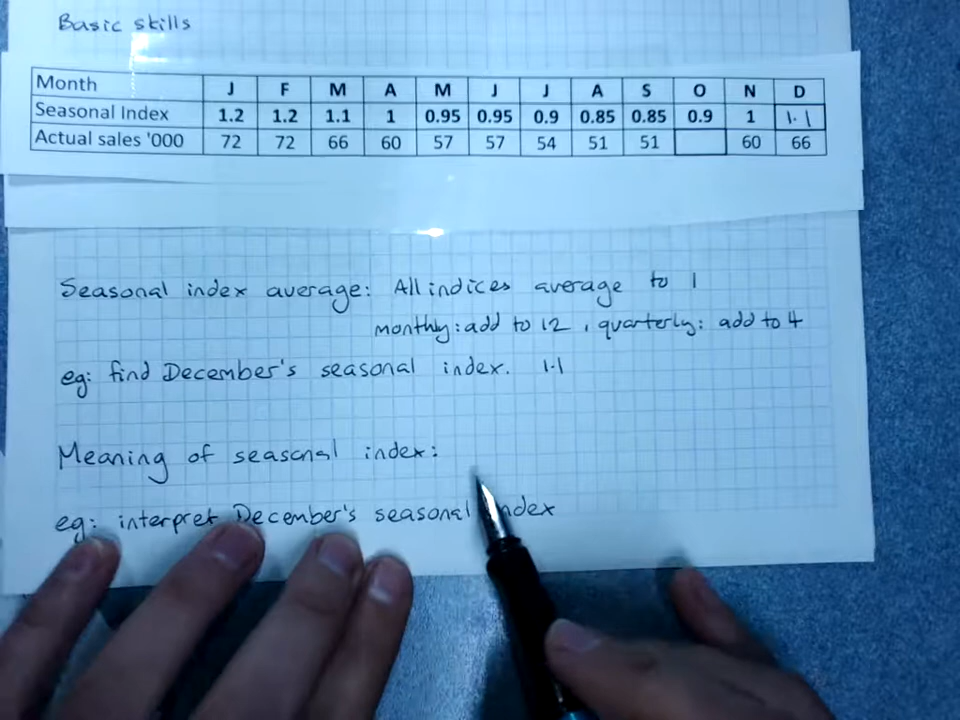 Basic skills
Month J F M A M J J A S O N D
Seasonal Index 1.2 1.2 1.1 1 0.95 0.95 0.9 0.85 0.85 0.9 1 1.1
Actual sales '000 72 72 66 60 57 57 54 51 51 60 66
Seasonal index average: All indices average to 1
monthly: add to 12, quarterly: add to 4
eg: find December's seasonal index. 1.1
Meaning of seasonal index:
eg: interpret December's seasonal index